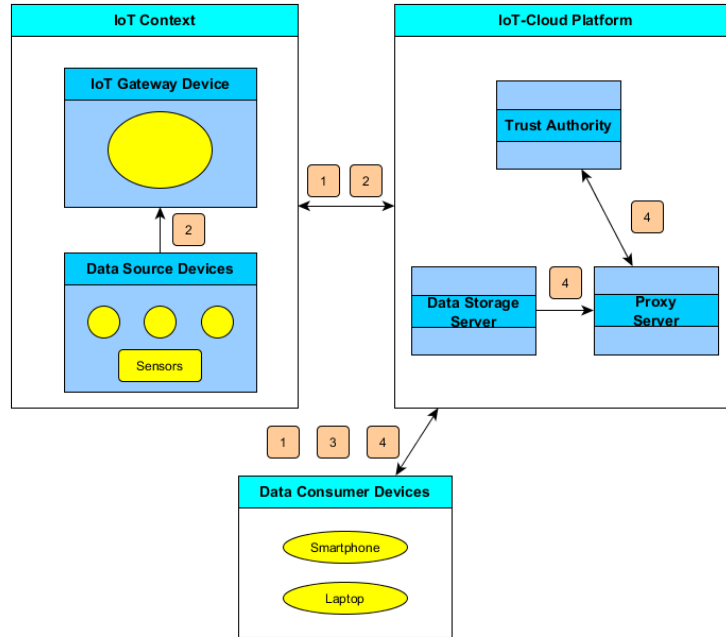 IoT Context
IoT Gateway Device
2
Data Source Devices
Sensors
1 2
IoT-Cloud Platform
Trust Authority
4
4
Data Storage
Server
Proxy
Server
1 3 4
Data Consumer Devices
Smartphone
Laptop